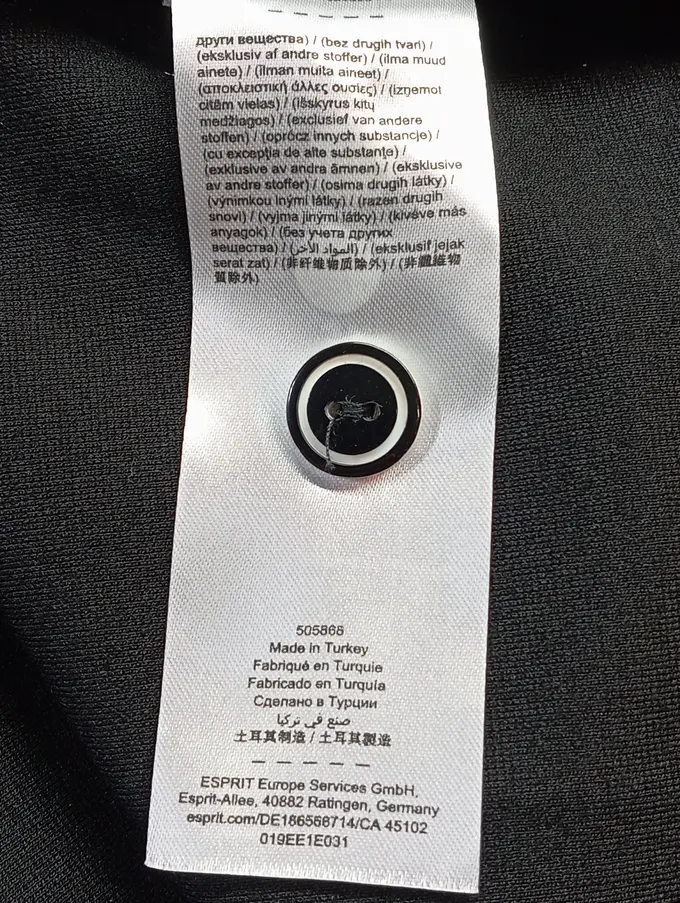 други вещества) / (bez drugih tvari) /
(eksklusiv af andre stoffer) / (ilma muud
aineta) / (ilman muita aineet) /
(αποκλειστική άλλες ουσίες) / (izņemot
citām vielas) / (išskyrus kitų
medžiagos) / (exclusief van andere
stoffen) / (oprócz innych substancje) /
(cu excepţia de alte substanţe) /
(exklusive av andra ämnen) / (eksklusive
av andre stoffer) / (osima drugih látky) /
(výnimkou inými látky) / (razen drugih
snovi) / (vyjma jinými látky) / (kivéve más
anyagok) / (без учета других
вещества) / (المواد الآخر) / (eksklusif jejak
serat zat) / (非纤维物质除外) / (非纖維物
質除外)
505868
Made in Turkey
Fabriqué en Turquie
Fabricado en Turquía
Сделано в Турции
صنع في تركيا
土耳其制造 / 土耳其製造
ESPRIT Europe Services GmbH,
Esprit-Allee, 40882 Ratingen, Germany
esprit.com/DE186568714/CA 45102
019EE1E031